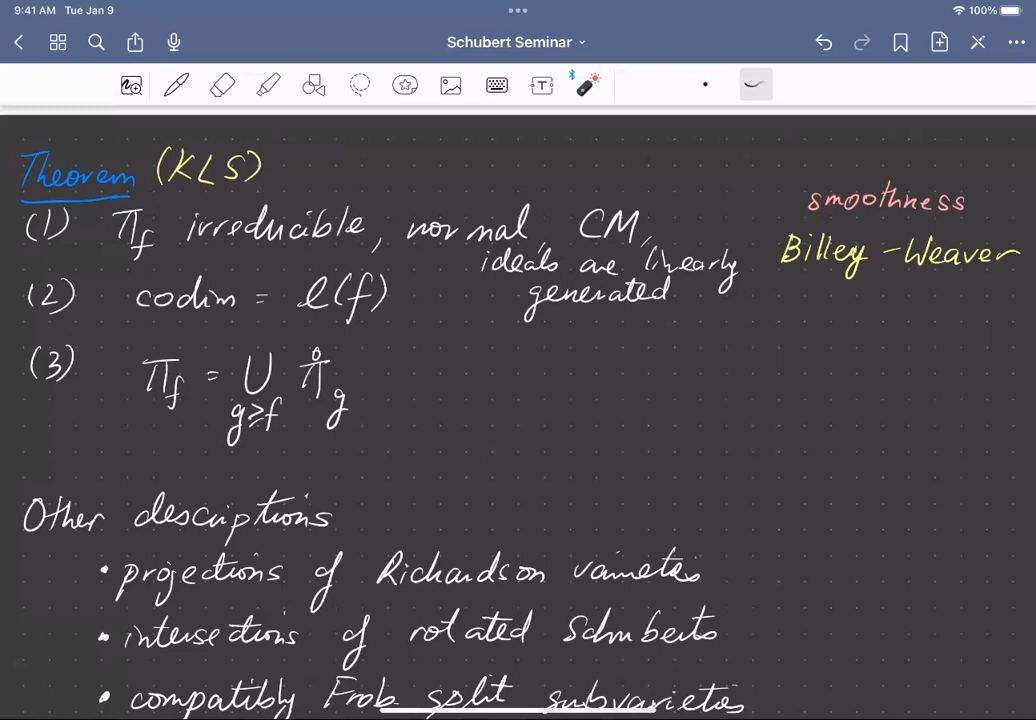 9:41 AM Tue Jan 9
100%
Schubert Seminar
Theorem (KLS)
smoothness
(1) Π_f irreducible, normal, CM,
ideals are linearly
generated
Billey - Weaver
(2) codim = l(f)
(3) Π_f = ∪_{g≥f} Π̊_g
Other descriptions
• projections of Richardson varieties
• intersections of rotated Schuberts
• compatibly Frob split subvarieties